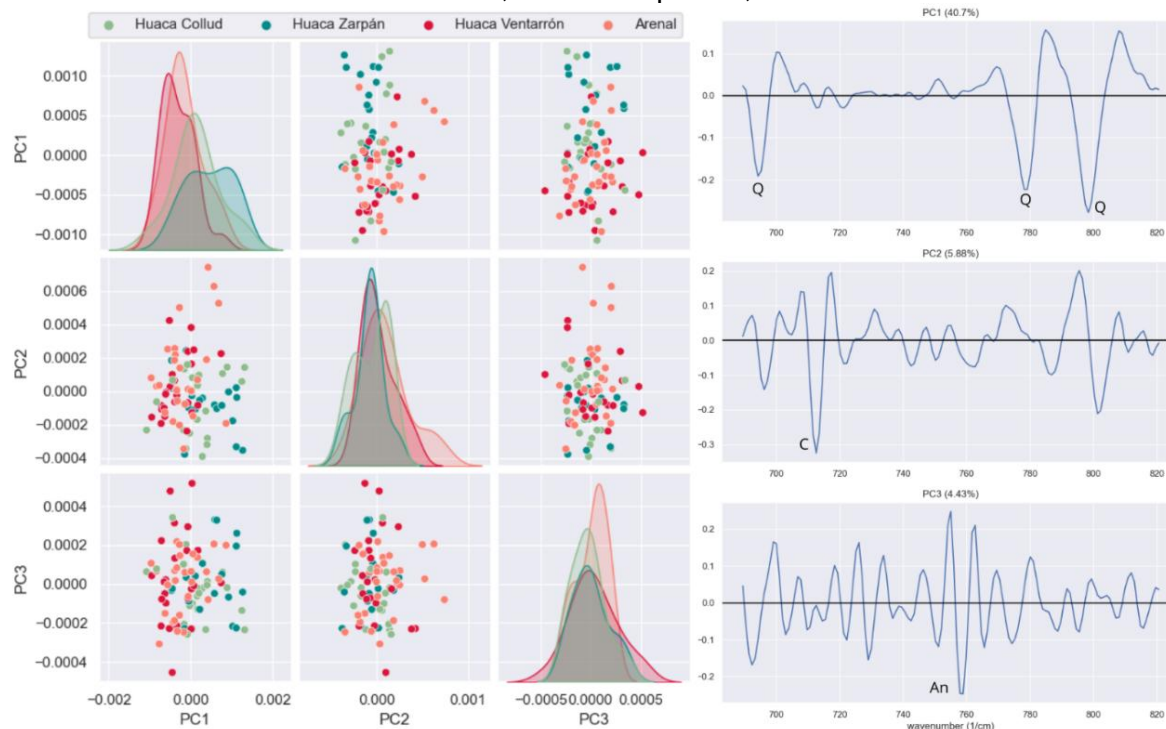 Huaca Collud Huaca Zarpán Huaca Ventarrón Arenal
PC1
0.0010
0.0005
0.0000
−0.0005
−0.0010
PC2
0.0006
0.0004
0.0002
0.0000
−0.0002
−0.0004
PC3
0.0004
0.0002
0.0000
−0.0002
−0.0004
−0.002 0.000 0.002
PC1
0.000 0.001
PC2
−0.0005 0.0000 0.0005
PC3
PC1 (40.7%)
0.1
0.0
−0.1
−0.2
Q
Q
Q
700 720 740 760 780 800 820
PC2 (5.88%)
0.2
0.1
0.0
−0.1
−0.2
−0.3
C
700 720 740 760 780 800 820
PC3 (4.43%)
0.2
0.1
0.0
−0.1
−0.2
An
700 720 740 760 780 800 820
wavenumber (1/cm)